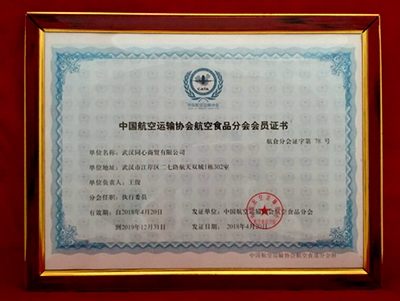 CATA
中国航空运输协会航空食品分会会员证书
航食分会证字第 78 号
单位名称：武汉同心商贸有限公司
单位地址：武汉市江岸区二七路航天双城1栋302室
单位负责人：王俊
分会任职：执行委员
有效期：自2018年4月20日 发证单位：中国航空运输协会航空食品分会
到2019年12月31日 发证日期：2018年4月20日